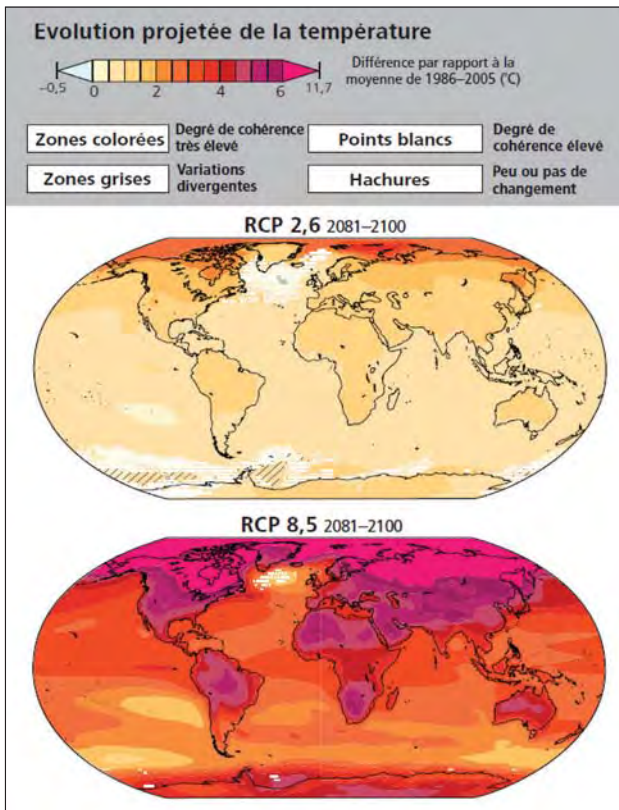 Evolution projetée de la température
−0,5 0 2 4 6 11,7
Différence par rapport à la
moyenne de 1986–2005 (°C)
Zones colorées
Degré de cohérence
très élevé
Points blancs
Degré de
cohérence élevé
Zones grises
Variations
divergentes
Hachures
Peu ou pas de
changement
RCP 2,6 2081–2100
RCP 8,5 2081–2100